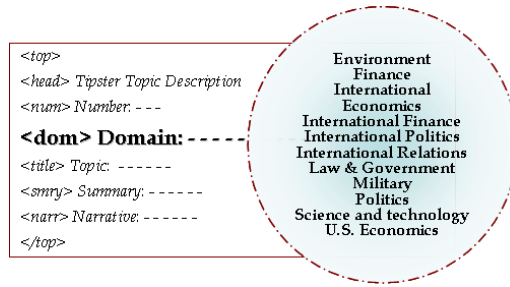 <top>
<head> Tipster Topic Description
<num> Number: - - -
<dom> Domain: - - - - - - -
<title> Topic: - - - - - -
<smry> Summary: - - - - - -
<narr> Narrative: - - - - - -
</top>
Environment
Finance
International
Economics
International Finance
International Politics
International Relations
Law & Government
Military
Politics
Science and technology
U.S. Economics